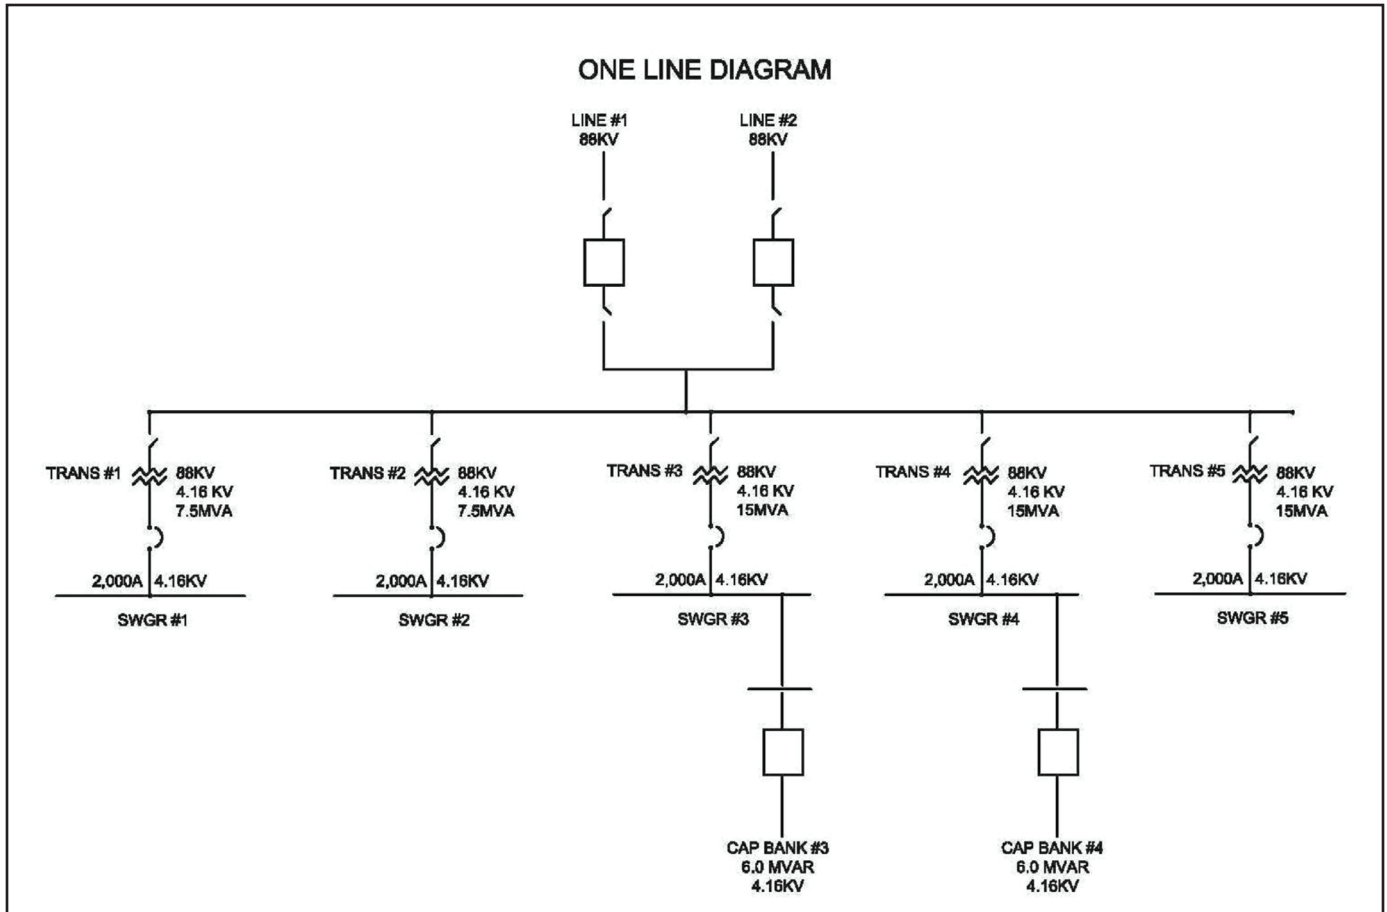 ONE LINE DIAGRAM
LINE #1
88KV
LINE #2
88KV
TRANS #1
88KV
4.16 KV
7.5MVA
TRANS #2
88KV
4.16 KV
7.5MVA
TRANS #3
88KV
4.16 KV
15MVA
TRANS #4
88KV
4.16 KV
15MVA
TRANS #5
88KV
4.16 KV
15MVA
2,000A 4.16KV
SWGR #1
2,000A 4.16KV
SWGR #2
2,000A 4.16KV
SWGR #3
2,000A 4.16KV
SWGR #4
2,000A 4.16KV
SWGR #5
CAP BANK #3
6.0 MVAR
4.16KV
CAP BANK #4
6.0 MVAR
4.16KV